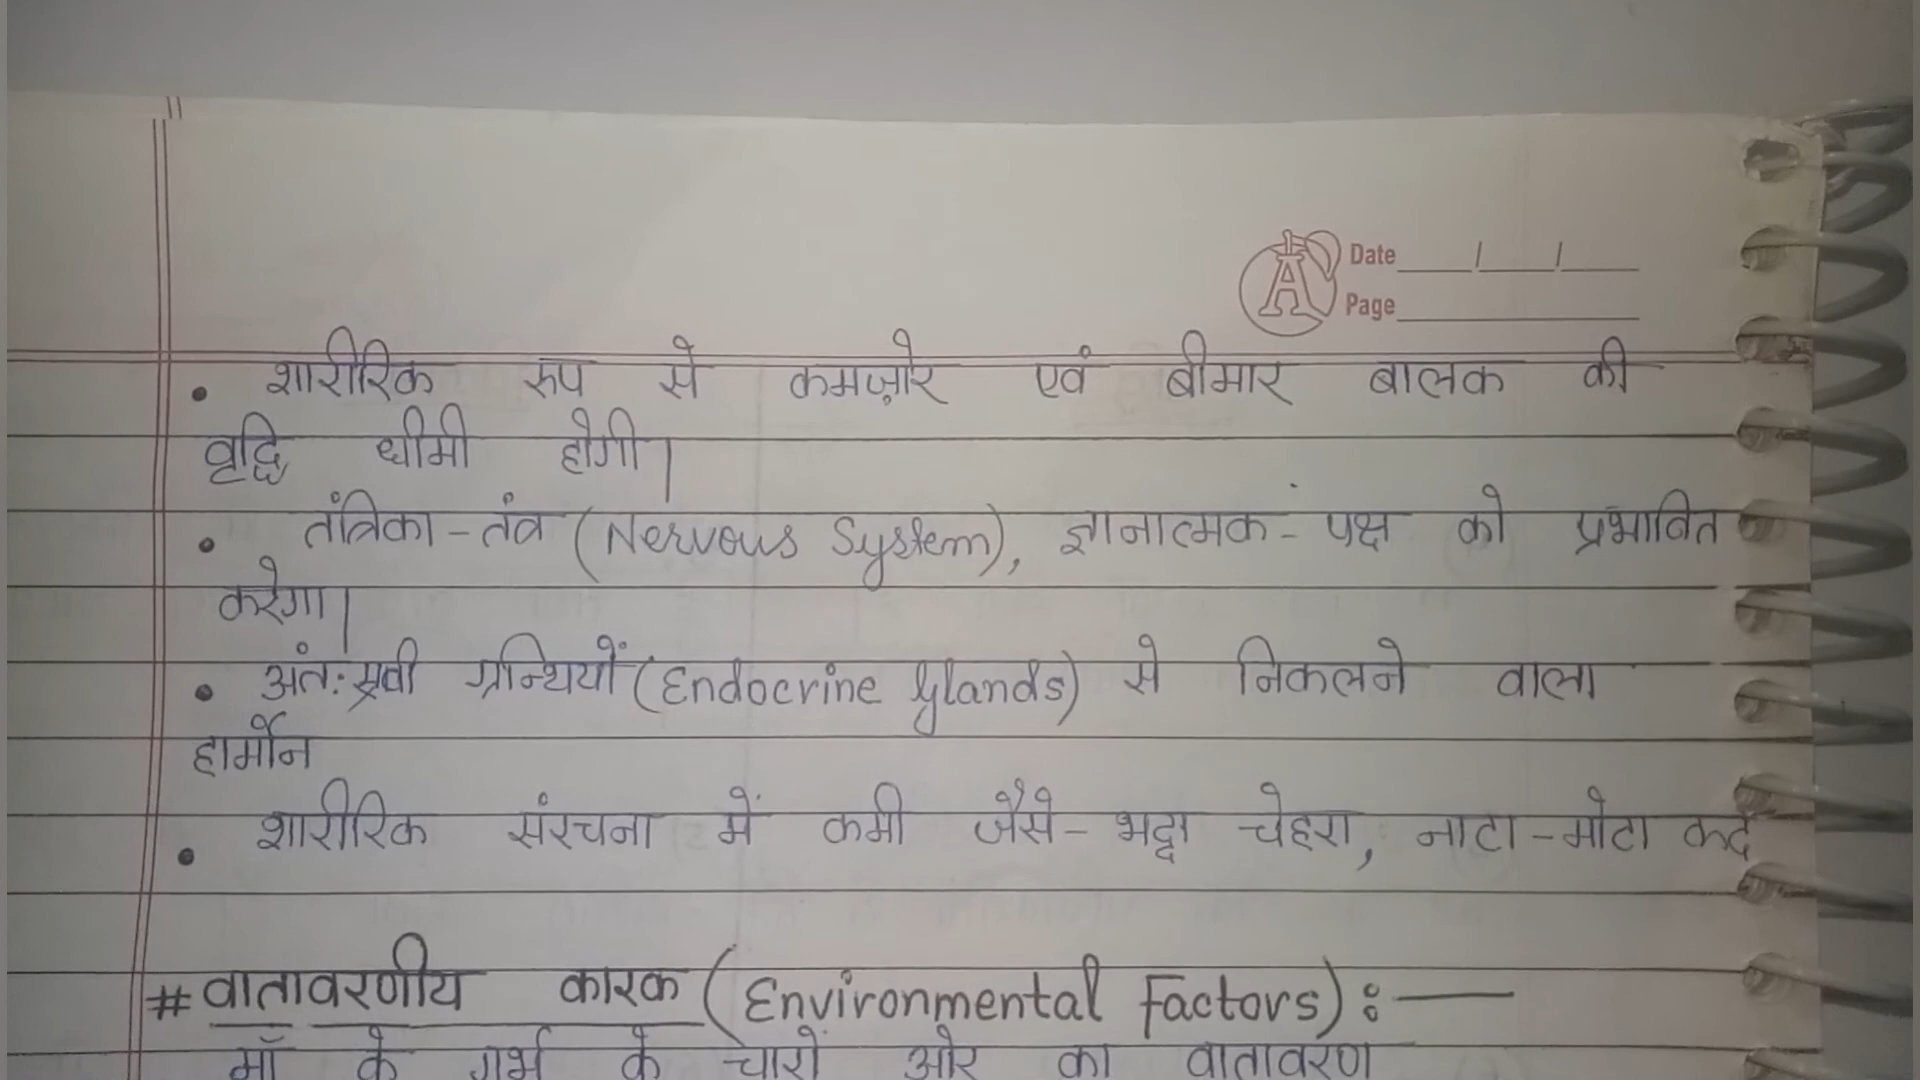 Date
Page
• शारीरिक रुप से कमज़ोर एवं बीमार बालक की
वृद्धि धीमी होगी।
• तंत्रिका-तंत्र (Nervous System), ज्ञानात्मक-पक्ष को प्रभावित
करेगा।
• अंत:स्रवी ग्रन्थियों (Endocrine Glands) से निकलने वाला
हार्मोन
• शारीरिक संरचना में कमी जैसे- भद्दा चेहरा, नाटा-मोटा कद
# वातावरणीय कारक (Environmental Factors) :—
माँ के गर्भ के चारों ओर का वातावरण